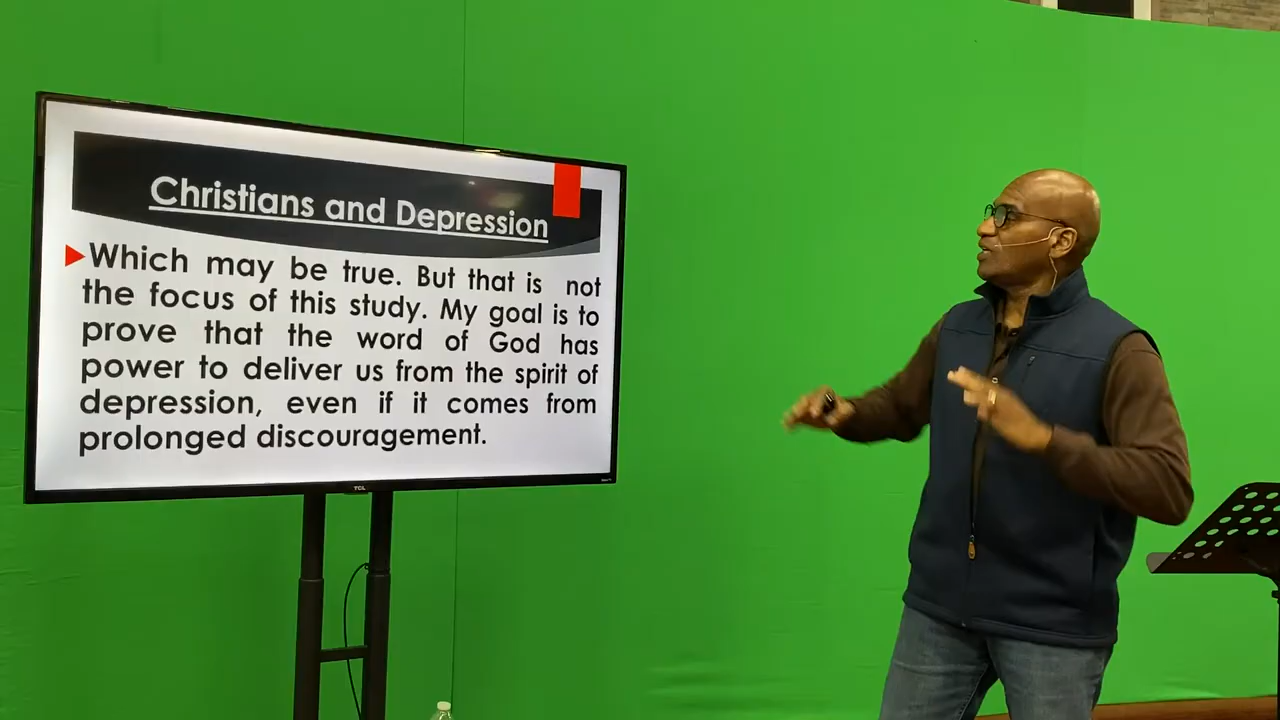 Christians and Depression
Which may be true. But that is not
the focus of this study. My goal is to
prove that the word of God has
power to deliver us from the spirit of
depression, even if it comes from
prolonged discouragement.
TCL